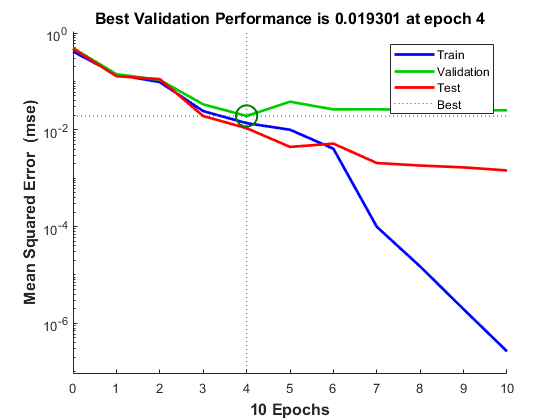 Best Validation Performance is 0.019301 at epoch 4
Mean Squared Error (mse)
10^0
10^-2
10^-4
10^-6
Train
Validation
Test
Best
0 1 2 3 4 5 6 7 8 9 10
10 Epochs